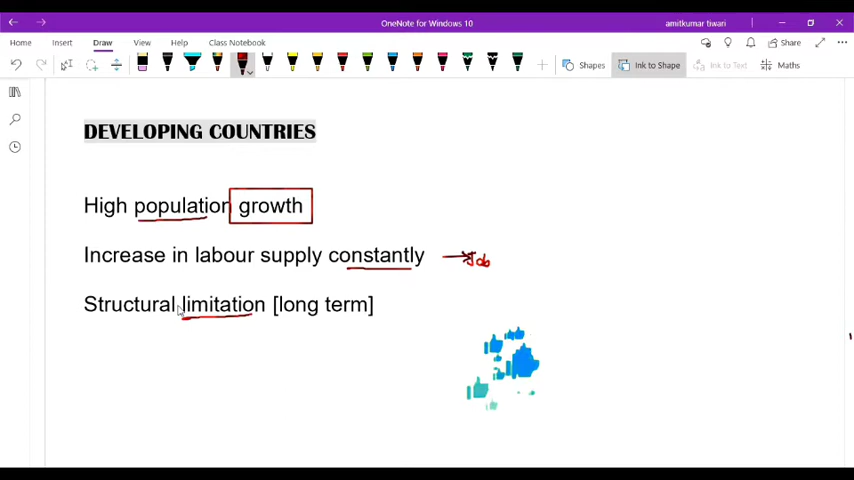 OneNote for Windows 10
amitkumar tiwari
Home Insert Draw View Help Class Notebook
Share
Shapes Ink to Shape Ink to Text Maths
DEVELOPING COUNTRIES
High population growth
Increase in labour supply constantly → Job
Structural limitation [long term]